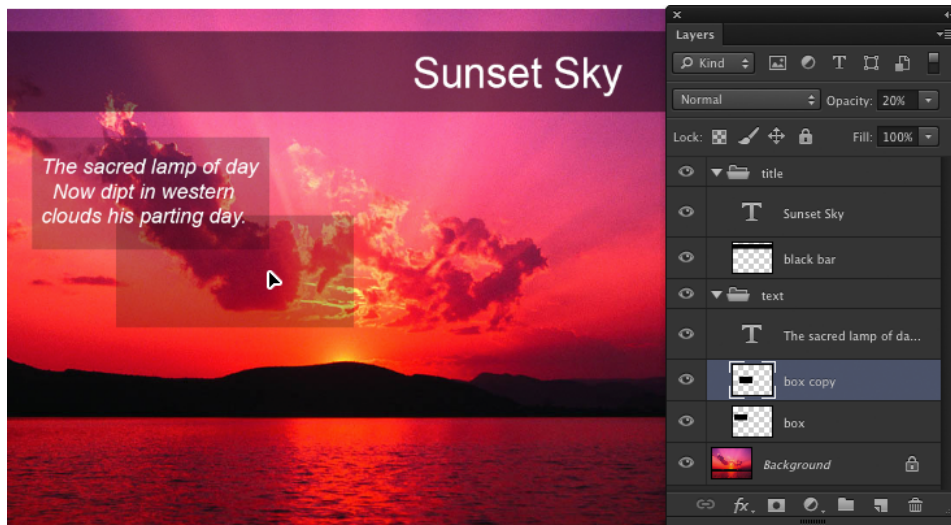 Sunset Sky
The sacred lamp of day
Now dipt in western
clouds his parting day.
Layers
Kind
Normal
Opacity: 20%
Lock:
Fill: 100%
title
T Sunset Sky
black bar
text
T The sacred lamp of da...
box copy
box
Background
fx.